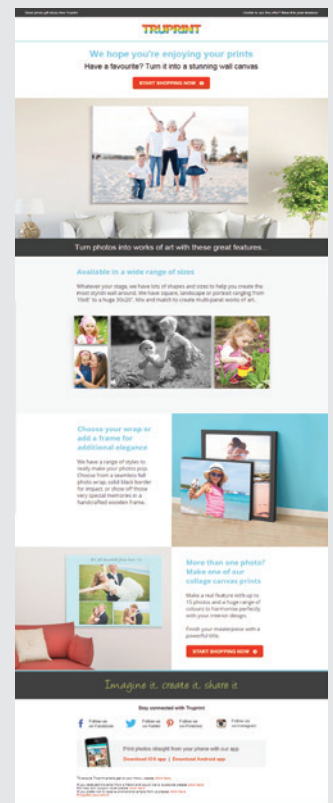 TRUPRINT
We hope you're enjoying your prints
Have a favourite? Turn it into a stunning wall canvas
START SHOPPING NOW
Turn photos into works of art with these great features...
Available in a wide range of sizes
Whatever your stage, we have lots of shapes and sizes to help you create the
most stylish wall around. We have square, landscape or portrait ranging from
to a huge 30x20". Mix and match to create multi-panel works of art.
Choose your wrap or
add a frame for
additional elegance
We have a range of styles to
really make your photos pop.
Choose from a seamless full
photo wrap, solid black border
for impact, or show off those
very special memories in a
handcrafted wooden frame.
More than one photo?
Make one of our
collage canvas prints
Make a real feature with up to
15 photos and a huge range of
colours to harmonise perfectly
with your interior design.
Finish your masterpiece with a
powerful title.
START SHOPPING NOW
Imagine it, create it, share it
Stay connected with Truprint
Follow us
on Facebook
Follow us
on Twitter
Follow us
on Pinterest
Follow us
on Instagram
Print photos straight from your phone with our app
Download iOS app | Download Android app